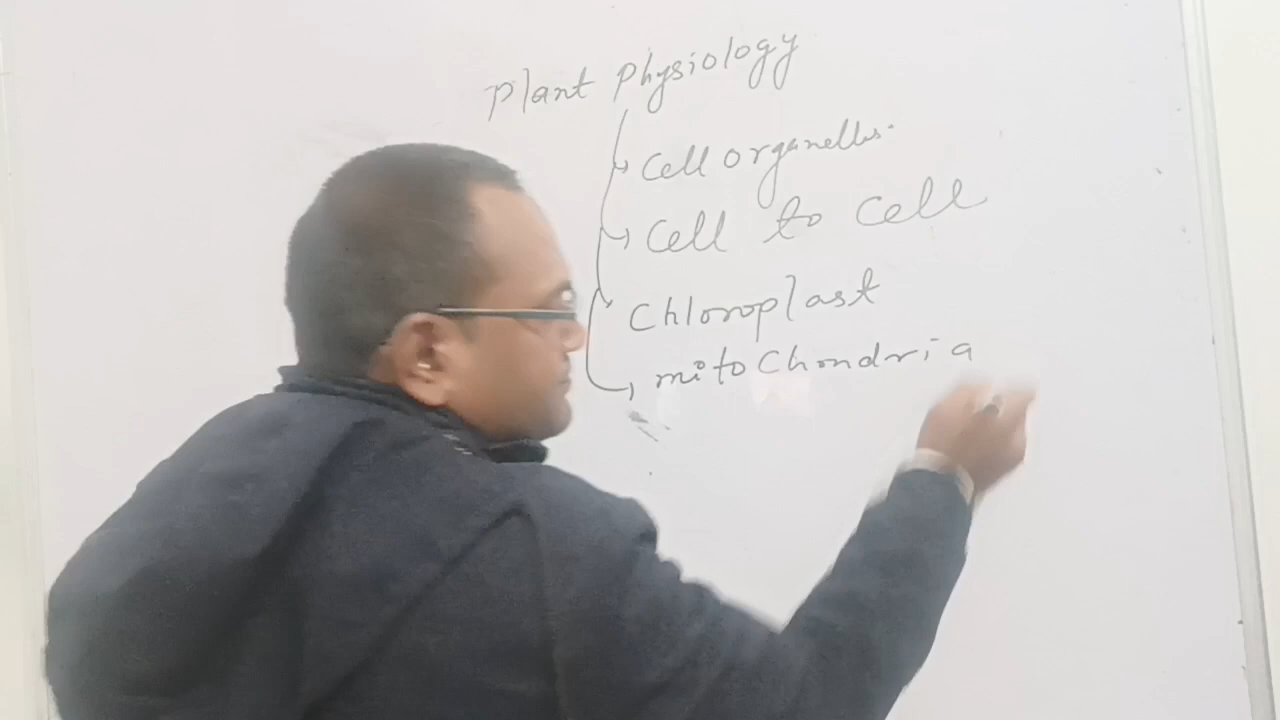 Plant Physiology
Cell organelles.
Cell to Cell
Chloroplast
mitoChondria